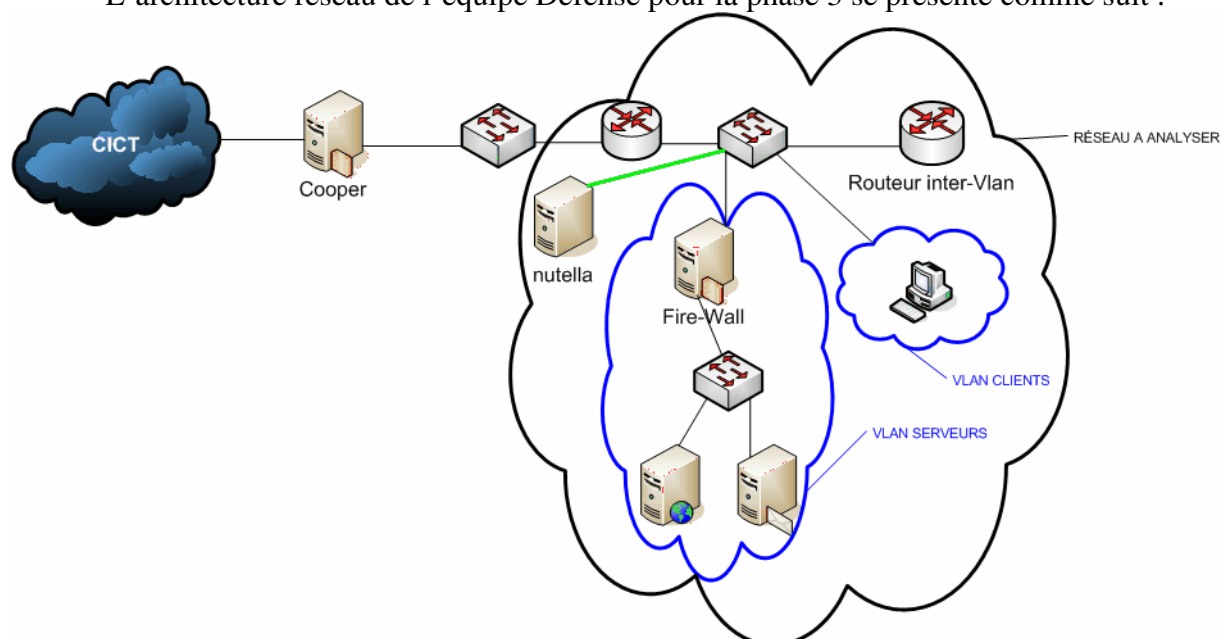 L'architecture réseau de l'équipe Défense pour la phase 3 se présente comme suit :
CICT
Cooper
RÉSEAU A ANALYSER
Routeur inter-Vlan
nutella
Fire-Wall
VLAN CLIENTS
VLAN SERVEURS